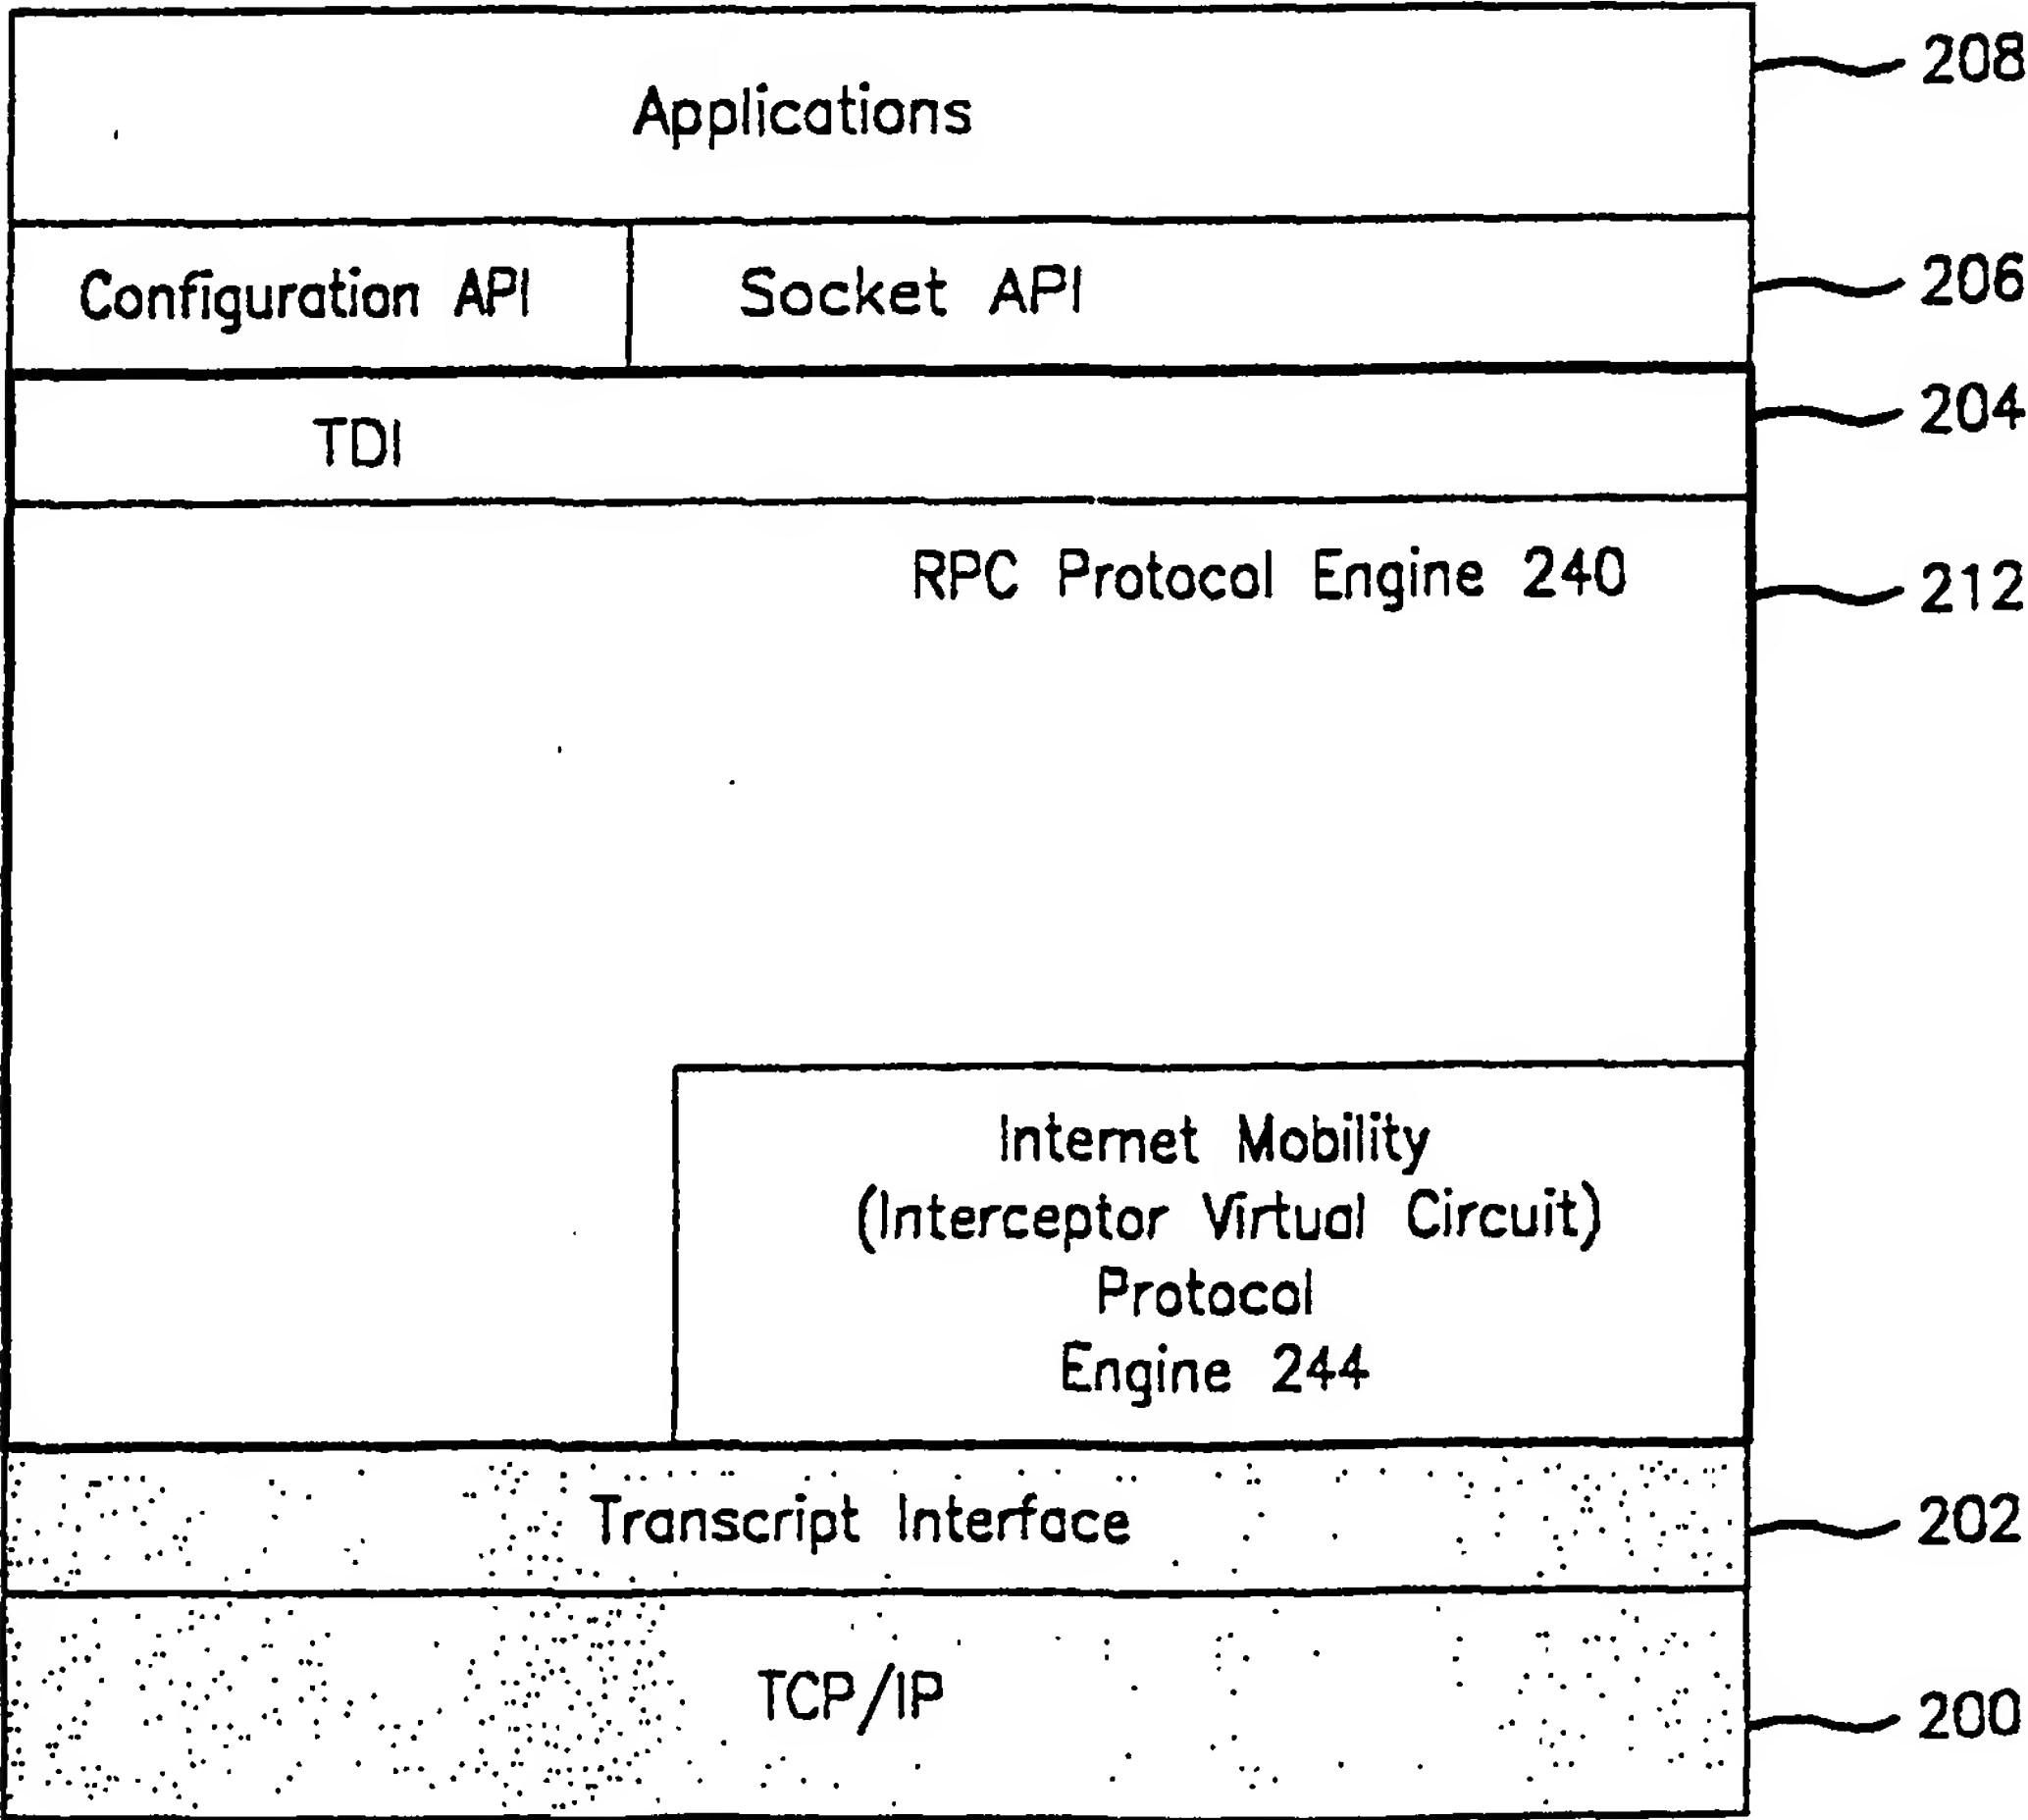 Applications
208
Configuration API
Socket API
206
TDI
204
RPC Protocol Engine 240
212
Internet Mobility
(Interceptor Virtual Circuit)
Protocol
Engine 244
Transcript Interface
202
TCP/IP
200